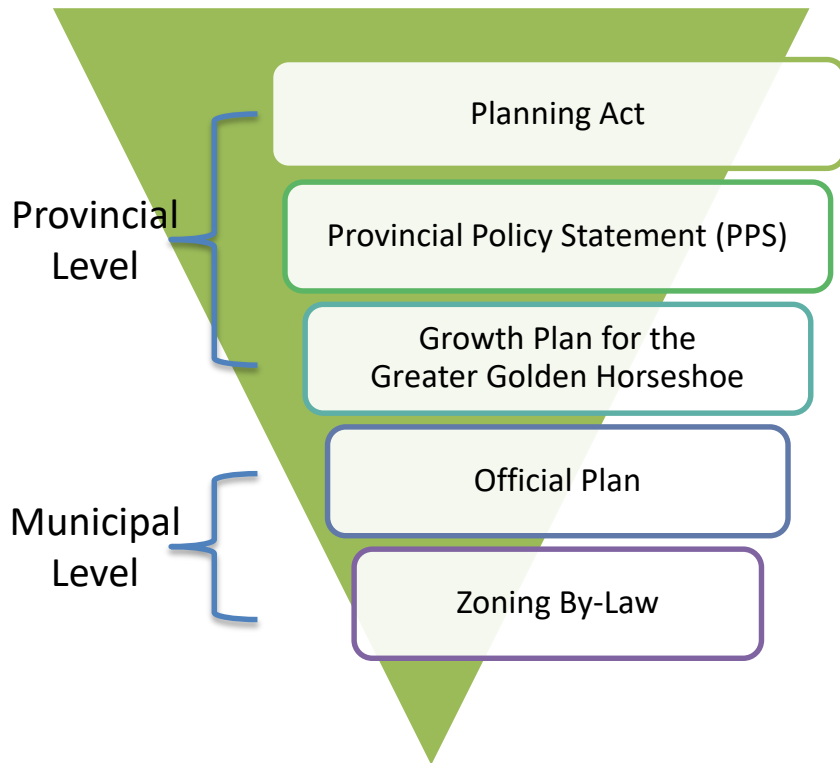 Planning Act
Provincial
Level
Provincial Policy Statement (PPS)
Growth Plan for the
Greater Golden Horseshoe
Municipal
Level
Official Plan
Zoning By-Law